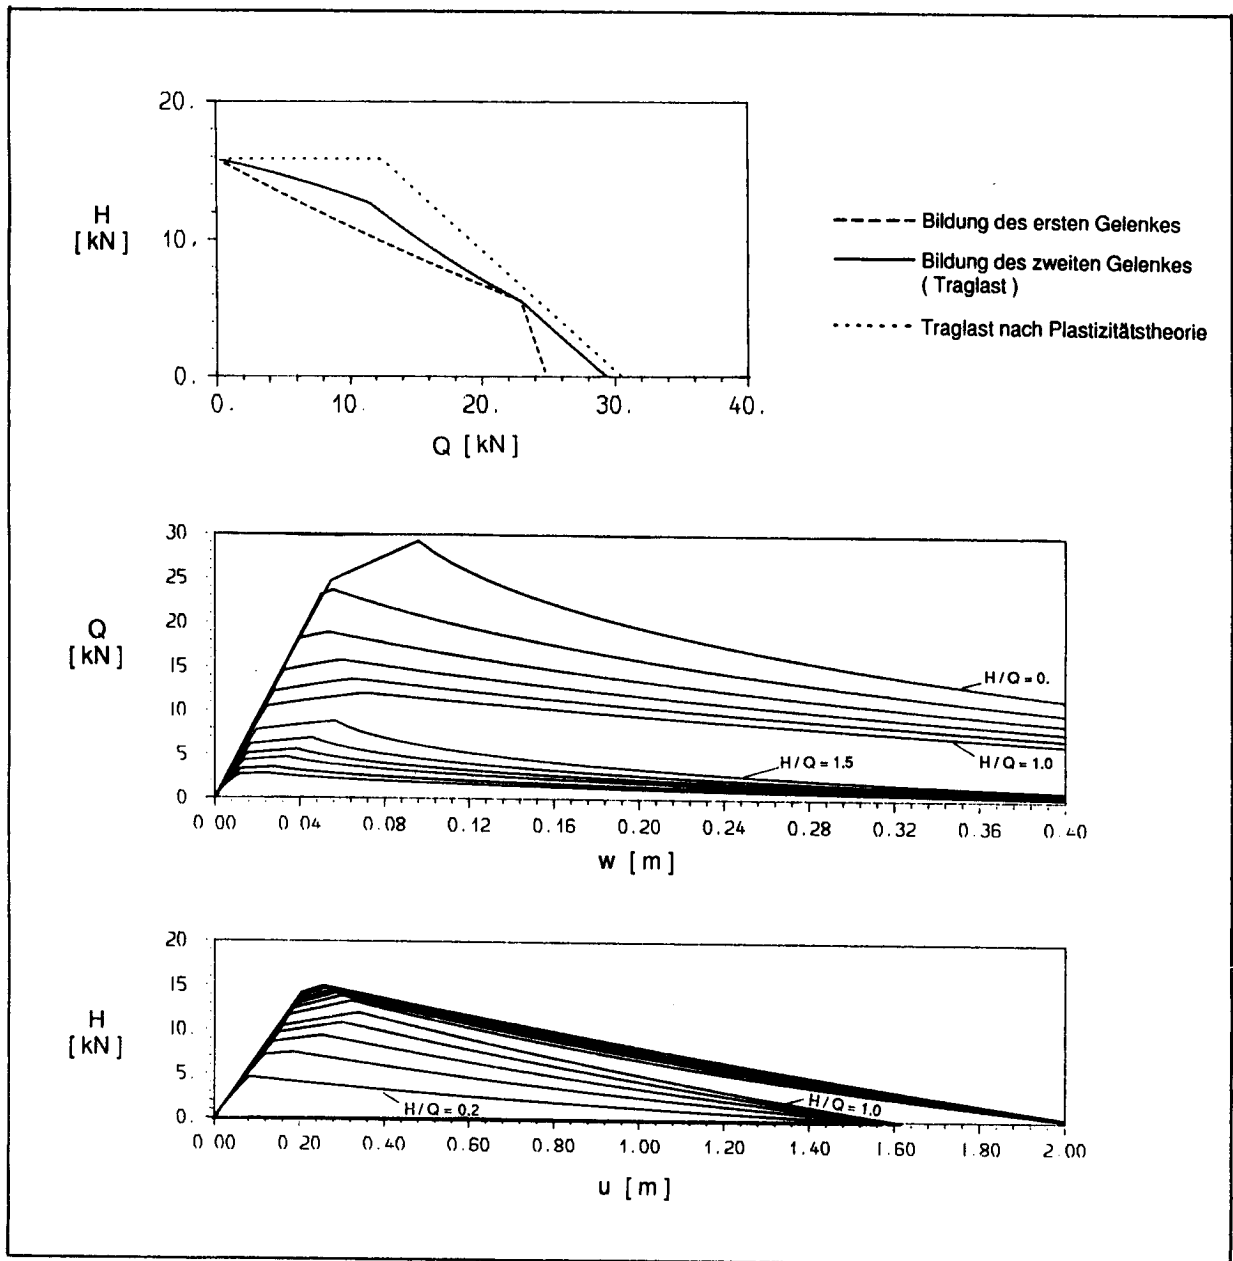 20.
10.
0.
H
[ kN ]
0.
10.
20.
30.
40.
Q [ kN ]
Bildung des ersten Gelenkes
Bildung des zweiten Gelenkes
( Traglast )
Traglast nach Plastizitätstheorie
30
25
20
15
10
5
0
Q
[ kN ]
H / Q = 0.
H / Q = 1.0
H / Q = 1.5
0.00 0.04 0.08 0.12 0.16 0.20 0.24 0.28 0.32 0.36 0.40
w [ m ]
20
15
10
5.
0.
H
[ kN ]
H / Q = 0.2
H / Q = 1.0
0.00 0.20 0.40 0.60 0.80 1.00 1.20 1.40 1.60 1.80 2.00
u [ m ]